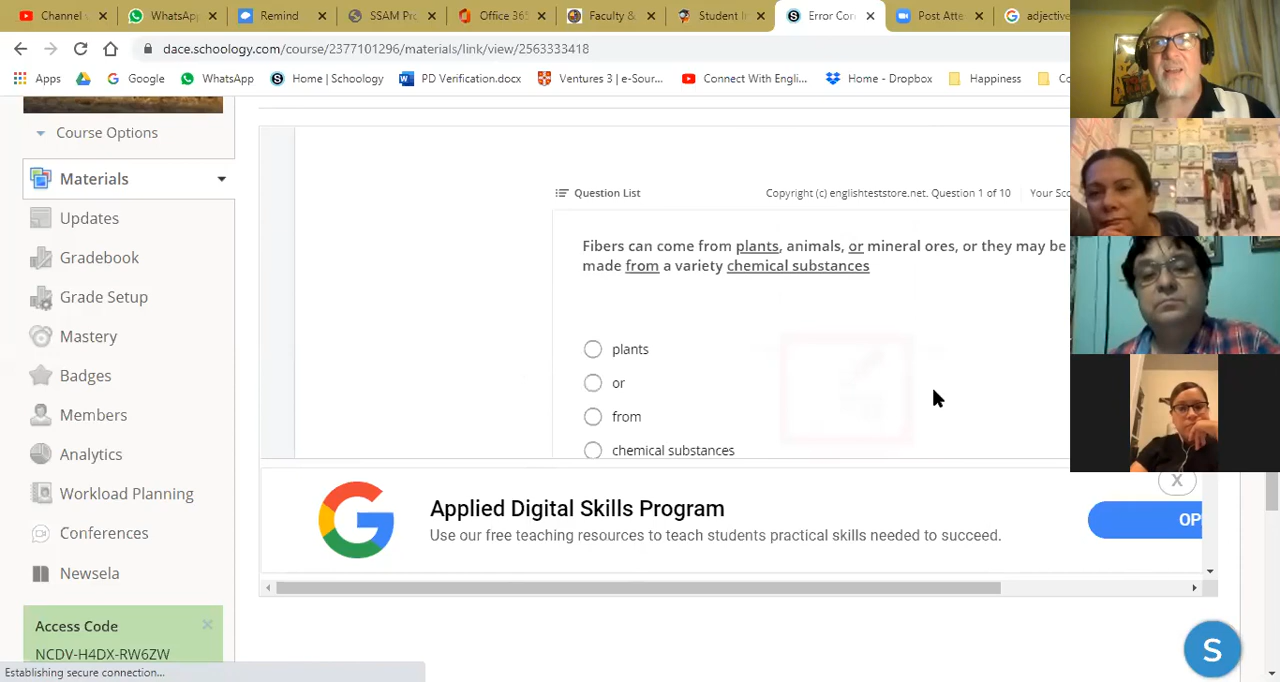 Channel v
WhatsApp
Remind
SSAM Pro
Office 365
Faculty &
Student In
Error Cor
Post Atte
adjective
dace.schoology.com/course/2377101296/materials/link/view/2563333418
Apps
Google
WhatsApp
Home | Schoology
PD Verification.docx
Ventures 3 | e-Sour...
Connect With Engli...
Home - Dropbox
Happiness
Co
Course Options
Materials
Updates
Gradebook
Grade Setup
Mastery
Badges
Members
Analytics
Workload Planning
Conferences
Newsela
Access Code
NCDV-H4DX-RW6ZW
Establishing secure connection...
Question List
Copyright (c) englishteststore.net. Question 1 of 10
Your Sco
Fibers can come from plants, animals, or mineral ores, or they may be
made from a variety chemical substances
plants
or
from
chemical substances
X
Applied Digital Skills Program
Use our free teaching resources to teach students practical skills needed to succeed.
OP
S